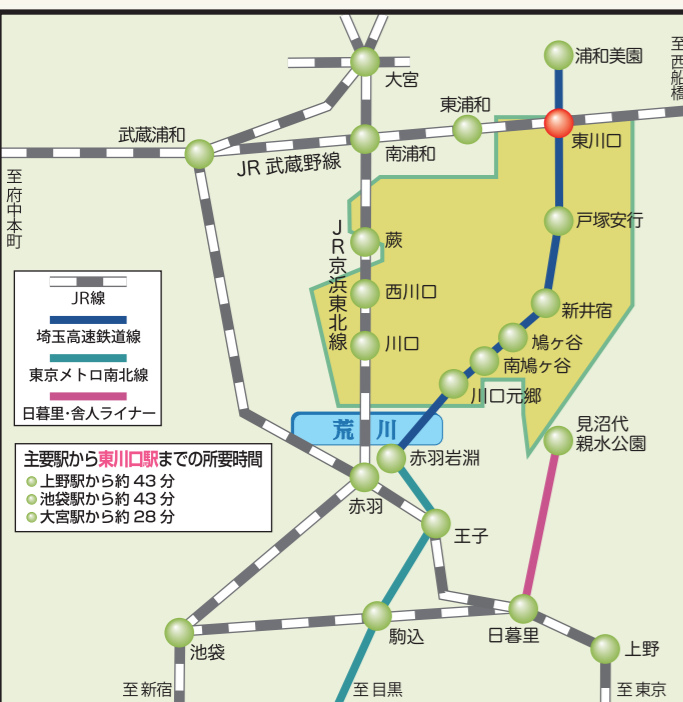 大宮
浦和美園
至西船橋
東浦和
武蔵浦和
東川口
JR 武蔵野線
南浦和
至府中本町
戸塚安行
JR京浜東北線
蕨
西川口
新井宿
JR線
埼玉高速鉄道線
東京メトロ南北線
日暮里・舎人ライナー
川口
鳩ヶ谷
南鳩ヶ谷
川口元郷
荒川
見沼代
親水公園
主要駅から東川口駅までの所要時間
上野駅から約 43 分
池袋駅から約 43 分
大宮駅から約 28 分
赤羽岩淵
赤羽
王子
駒込
日暮里
池袋
上野
至新宿
至目黒
至東京